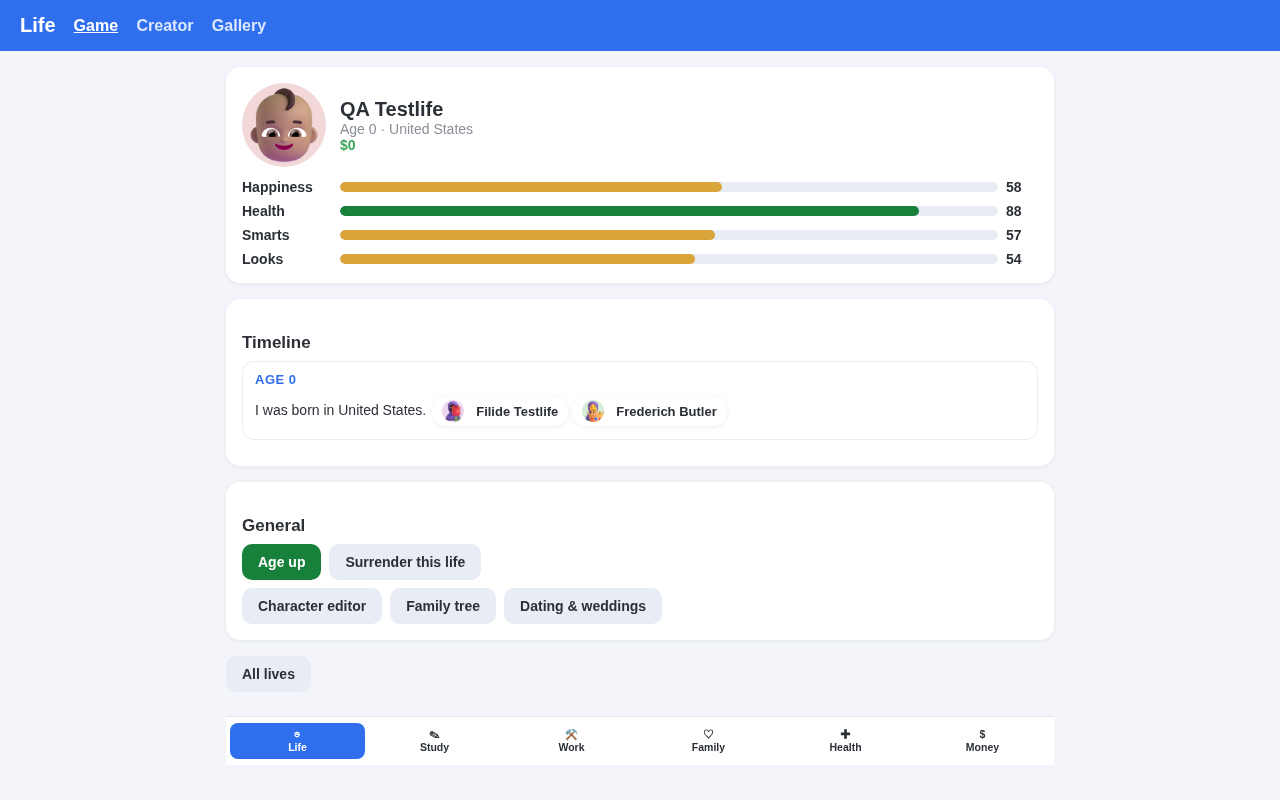 Life Game Creator Gallery
QA Testlife
Age 0 · United States
$0
Happiness 58
Health 88
Smarts 57
Looks 54
Timeline
AGE 0
I was born in United States. Filide Testlife Frederich Butler
General
Age up Surrender this life
Character editor Family tree Dating & weddings
All lives
Life Study Work Family Health Money